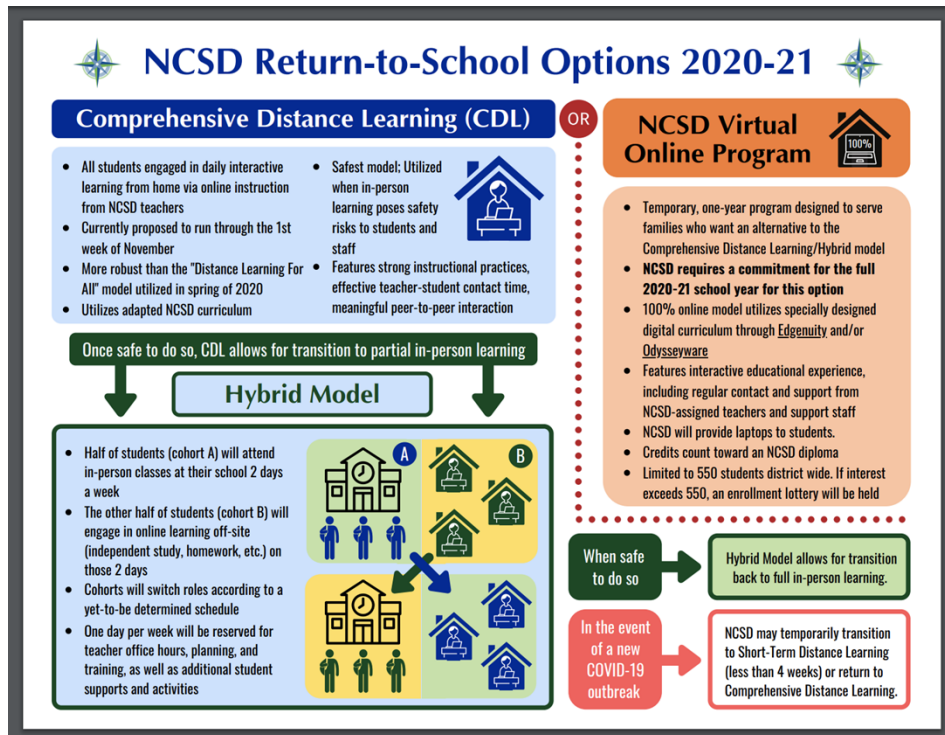 NCSD Return-to-School Options 2020-21
Comprehensive Distance Learning (CDL)
• All students engaged in daily interactive
learning from home via online instruction
from NCSD teachers
• Currently proposed to run through the 1st
week of November
• More robust than the "Distance Learning For
All" model utilized in spring of 2020
• Utilizes adapted NCSD curriculum
• Safest model; Utilized
when in-person
learning poses safety
risks to students and
staff
• Features strong instructional practices,
effective teacher-student contact time,
meaningful peer-to-peer interaction
OR
NCSD Virtual
Online Program
100%
• Temporary, one-year program designed to serve
families who want an alternative to the
Comprehensive Distance Learning/Hybrid model
• NCSD requires a commitment for the full
2020-21 school year for this option
• 100% online model utilizes specially designed
digital curriculum through Edgenuity and/or
Odysseyware
• Features interactive educational experience,
including regular contact and support from
NCSD-assigned teachers and support staff
• NCSD will provide laptops to students.
• Credits count toward an NCSD diploma
• Limited to 550 students district wide. If interest
exceeds 550, an enrollment lottery will be held
Once safe to do so, CDL allows for transition to partial in-person learning
Hybrid Model
• Half of students (cohort A) will attend
in-person classes at their school 2 days
a week
• The other half of students (cohort B) will
engage in online learning off-site
(independent study, homework, etc.) on
those 2 days
• Cohorts will switch roles according to a
yet-to-be determined schedule
• One day per week will be reserved for
teacher office hours, planning, and
training, as well as additional student
supports and activities
A
B
When safe
to do so
Hybrid Model allows for transition
back to full in-person learning.
In the event
of a new
COVID-19
outbreak
NCSD may temporarily transition
to Short-Term Distance Learning
(less than 4 weeks) or return to
Comprehensive Distance Learning.